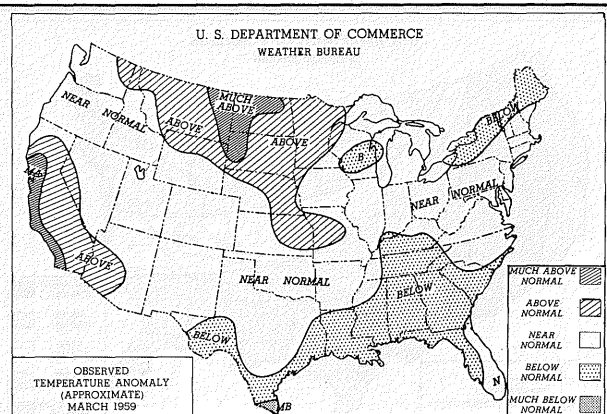 U. S. DEPARTMENT OF COMMERCE
WEATHER BUREAU
NEAR
NORMAL
ABOVE
MUCH
ABOVE
ABOVE
BELOW
B
NEAR
NORMAL
ABOVE
NEAR NORMAL
BELOW
BELOW
N
MB
OBSERVED
TEMPERATURE ANOMALY
(APPROXIMATE)
MARCH 1959
MUCH ABOVE
NORMAL
ABOVE
NORMAL
NEAR
NORMAL
BELOW
NORMAL
MUCH BELOW
NORMAL